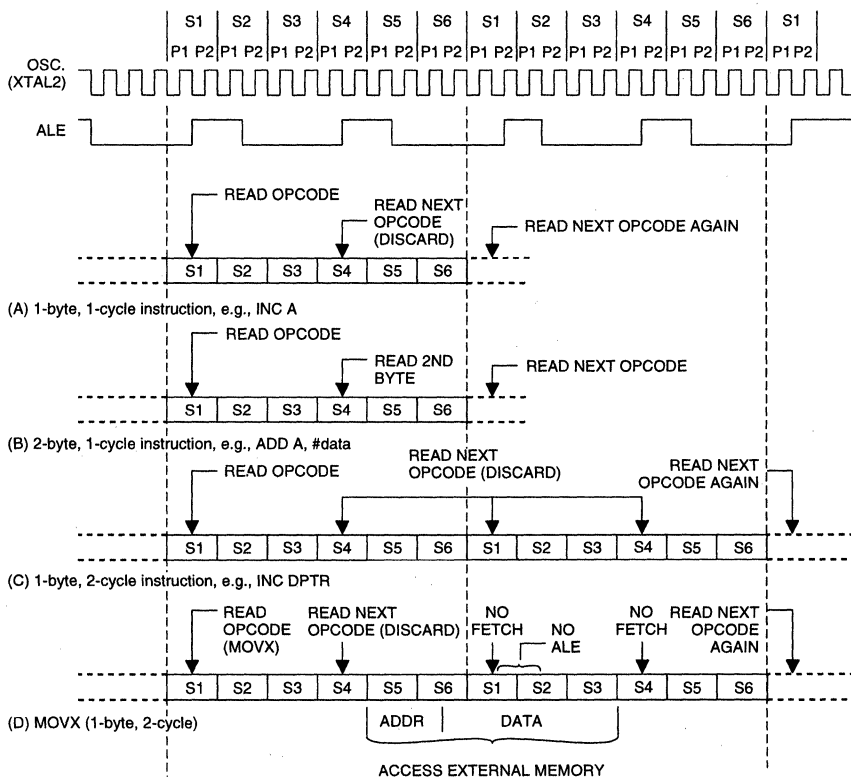 S1 S2 S3 S4 S5 S6 S1 S2 S3 S4 S5 S6 S1
P1 P2 P1 P2 P1 P2 P1 P2 P1 P2 P1 P2 P1 P2 P1 P2 P1 P2 P1 P2 P1 P2 P1 P2 P1 P2
OSC.
(XTAL2)
ALE
READ OPCODE
READ NEXT
OPCODE
(DISCARD)
READ NEXT OPCODE AGAIN
S1 S2 S3 S4 S5 S6
(A) 1-byte, 1-cycle instruction, e.g., INC A
READ OPCODE
READ 2ND
BYTE
READ NEXT OPCODE
S1 S2 S3 S4 S5 S6
(B) 2-byte, 1-cycle instruction, e.g., ADD A, #data
READ OPCODE
READ NEXT
OPCODE (DISCARD)
READ NEXT
OPCODE AGAIN
S1 S2 S3 S4 S5 S6 S1 S2 S3 S4 S5 S6
(C) 1-byte, 2-cycle instruction, e.g., INC DPTR
READ
OPCODE
(MOVX)
READ NEXT
OPCODE (DISCARD)
NO
FETCH
NO
ALE
NO
FETCH
READ NEXT
OPCODE
AGAIN
S1 S2 S3 S4 S5 S6 S1 S2 S3 S4 S5 S6
(D) MOVX (1-byte, 2-cycle)
ADDR DATA
ACCESS EXTERNAL MEMORY